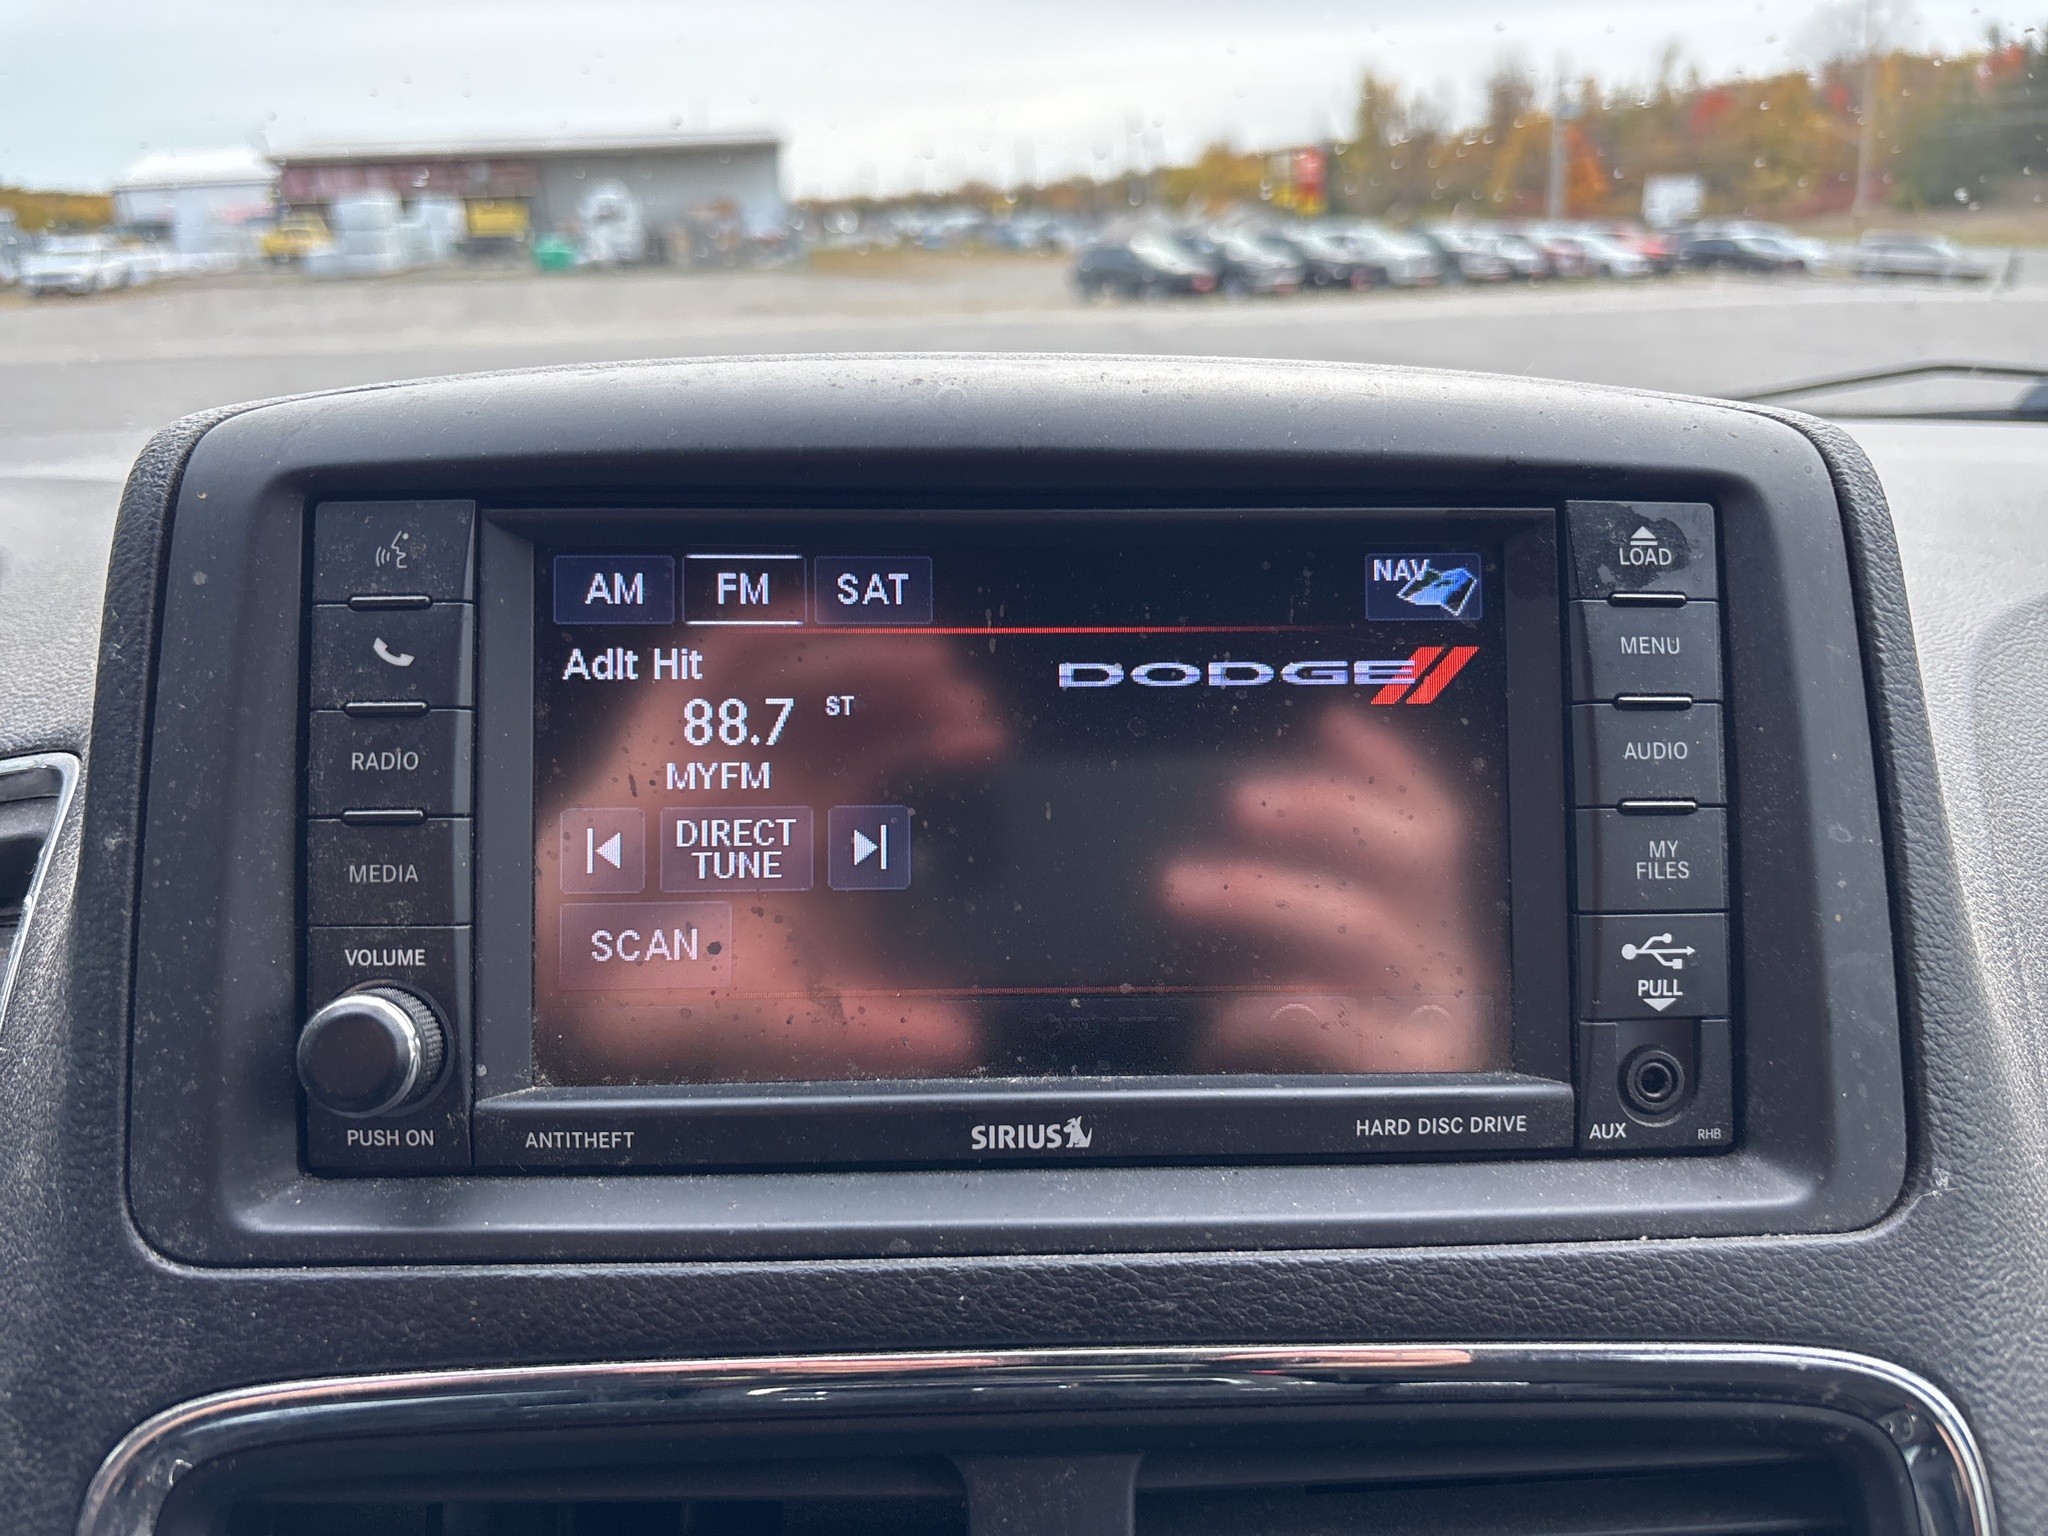 AM FM SAT NAV
Adlt Hit
DODGE
88.7 ST
MYFM
DIRECT
TUNE
SCAN
RADIO
MEDIA
VOLUME
PUSH ON
ANTITHEFT
SIRIUS
HARD DISC DRIVE
LOAD
MENU
AUDIO
MY
FILES
PULL
AUX
RHB